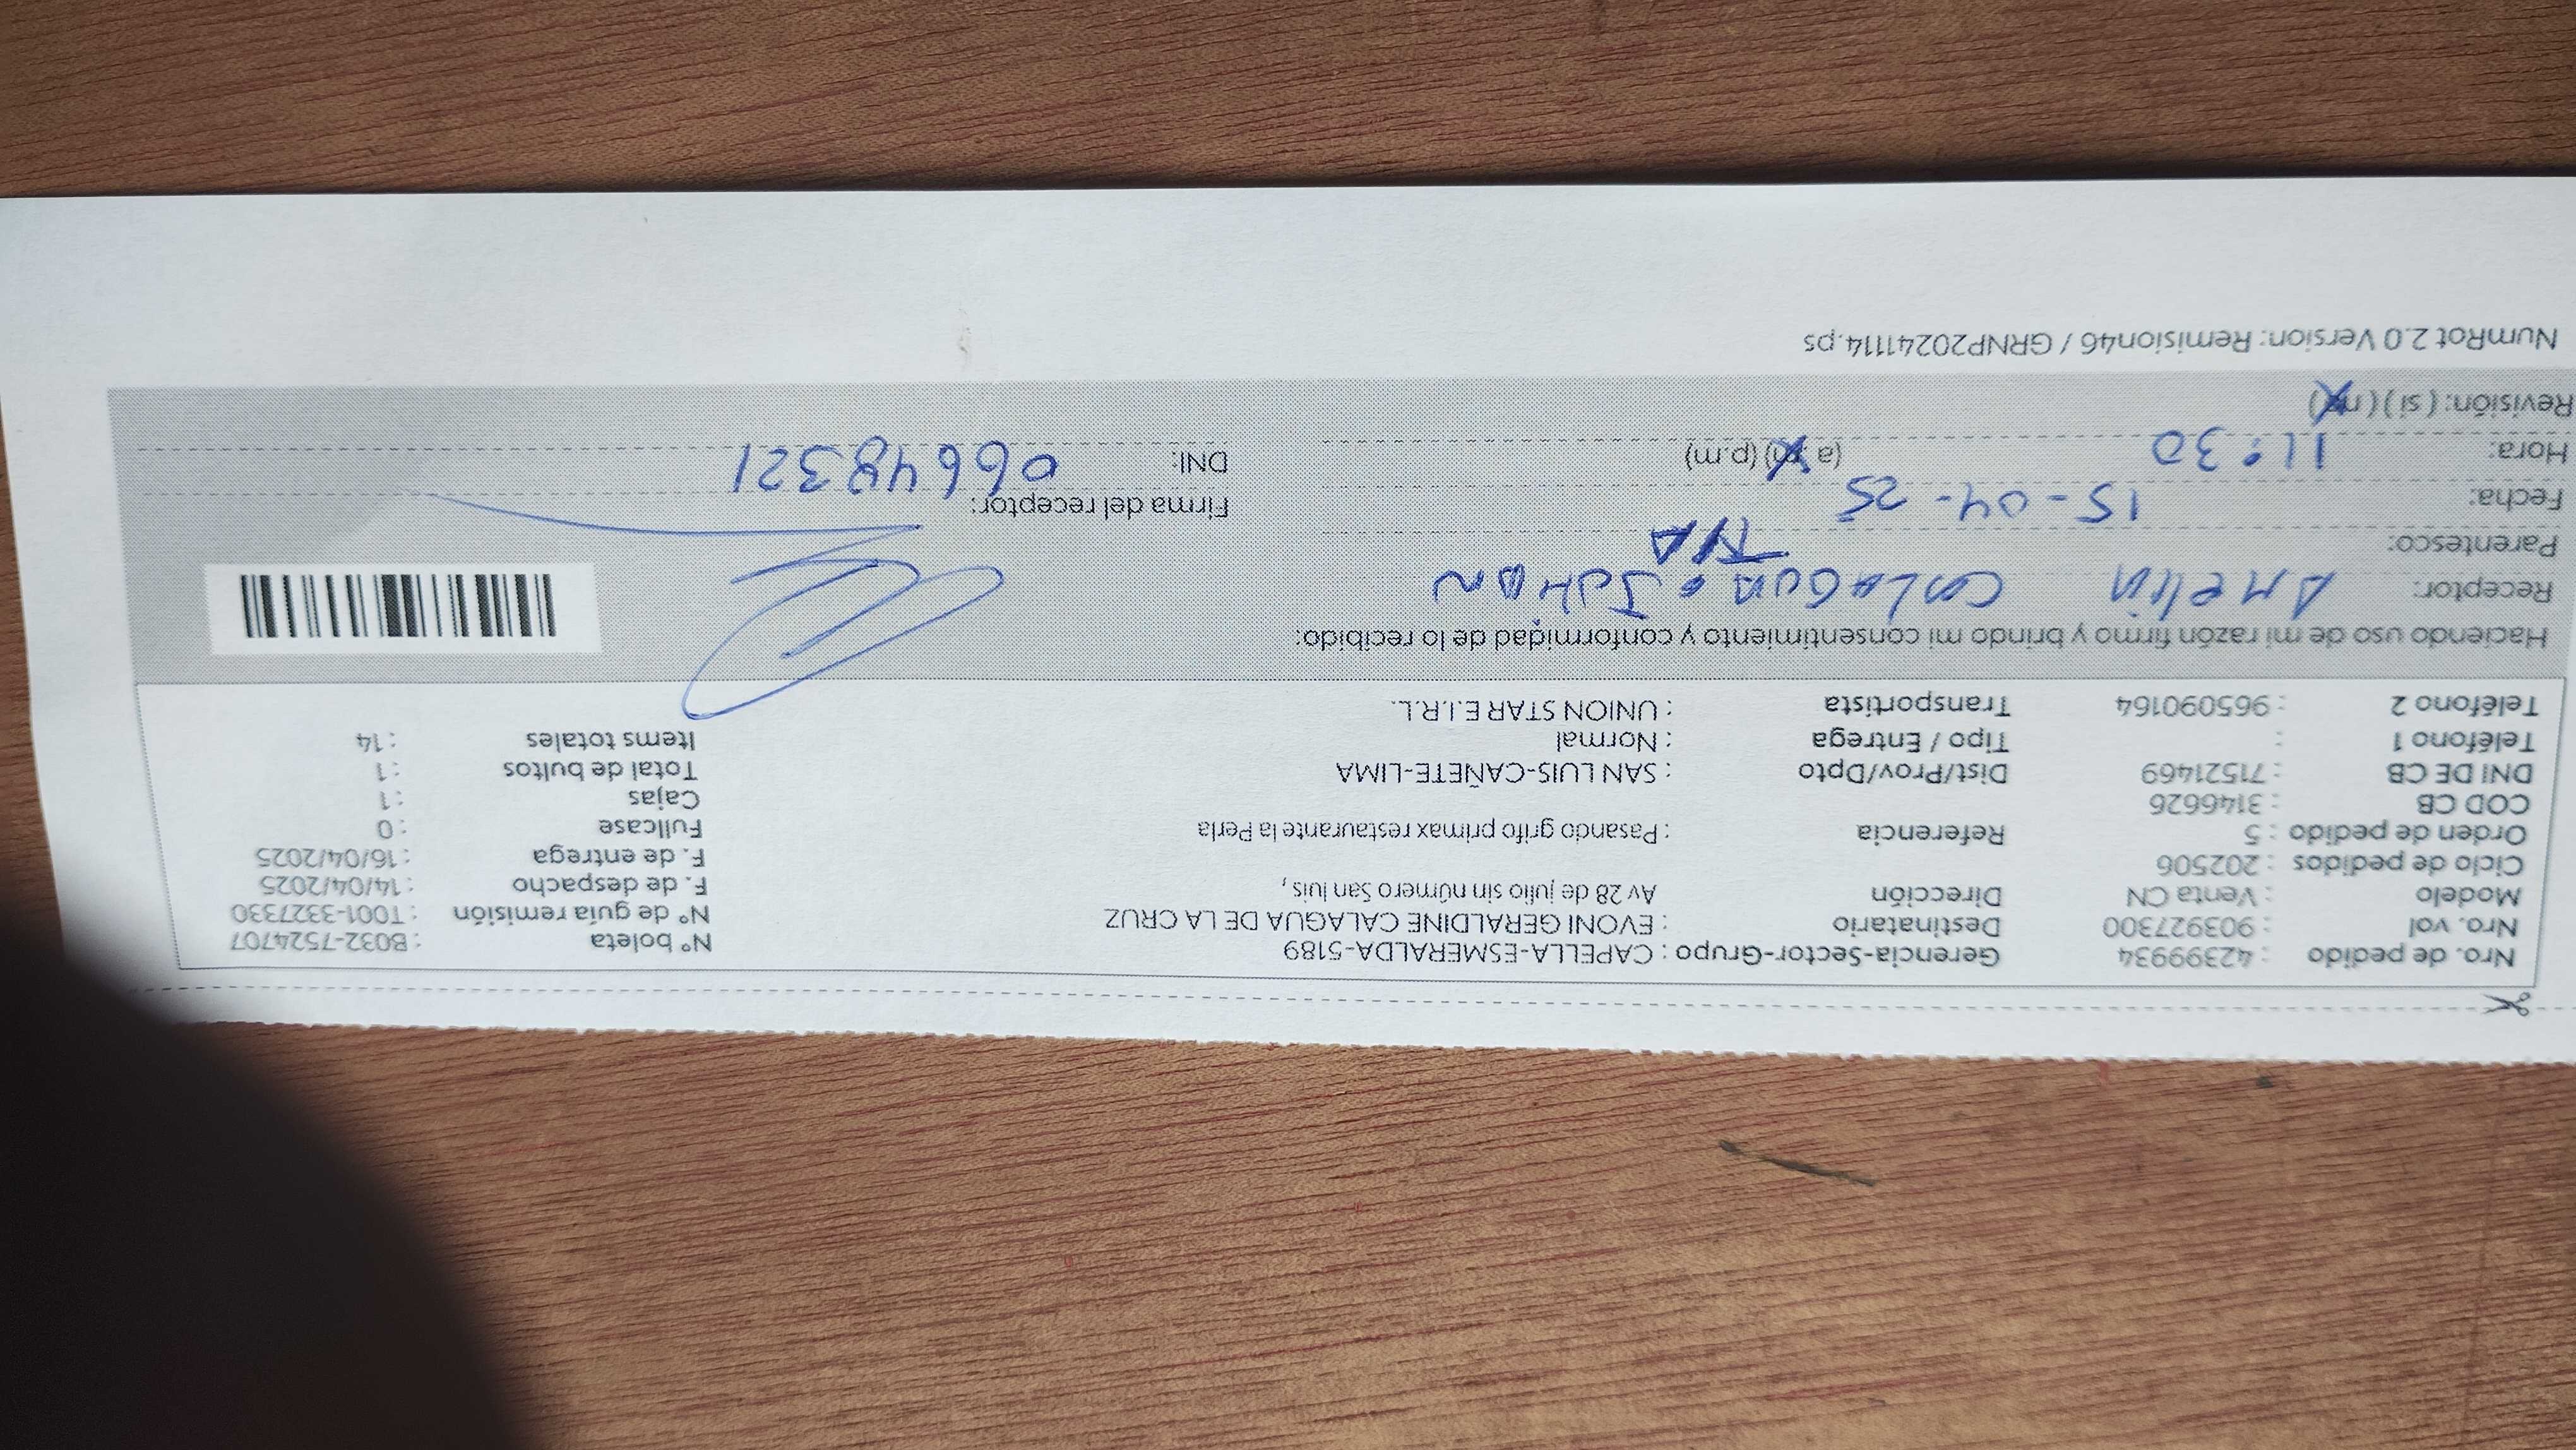 Nro. de pedido : 42399934 Gerencia-Sector-Grupo : CAPELLA-ESMERALDA-5189 N° boleta : B032-7524707
Nro. vol : 903927300 Destinatario : EVONI GERALDINE CALAGUA DE LA CRUZ N° de guía remisión : T001-3327330
Modelo : Venta CN Dirección Av 28 de julio sin número San luis, F. de despacho : 14/04/2025
Ciclo de pedidos : 202506 F. de entrega : 16/04/2025
Orden de pedido : 5 Referencia : Pasando grifo primax restaurante la Perla Fullcase : 0
COD CB : 3146626 Cajas : 1
DNI DE CB : 71521469 Dist/Prov/Dpto : SAN LUIS-CAÑETE-LIMA Total de bultos : 1
Teléfono 1 : Tipo / Entrega : Normal Items totales : 14
Teléfono 2 : 965090164 Transportista : UNION STAR E.I.R.L.
Haciendo uso de mi razón firmo y brindo mi consentimiento y conformidad de lo recibido:
Receptor: Amelia
Parentesco: TIA
Fecha: 15-04-25 Firma del receptor:
Hora: 11:30 (a.m) (p.m) DNI: 06648321
Revisión: (si) (no)
NumRot 2.0 Version: Remision46 / GRNP20241114.ps